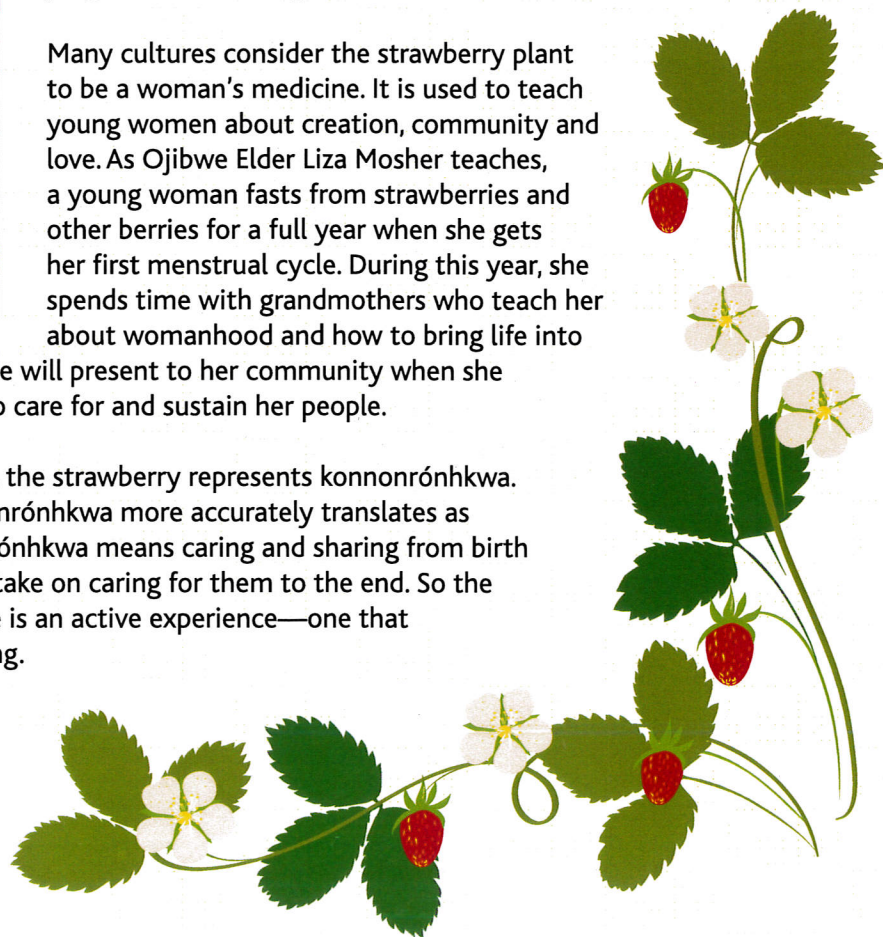 Many cultures consider the strawberry plant
to be a woman's medicine. It is used to teach
young women about creation, community and
love. As Ojibwe Elder Liza Mosher teaches,
a young woman fasts from strawberries and
other berries for a full year when she gets
her first menstrual cycle. During this year, she
spends time with grandmothers who teach her
about womanhood and how to bring life into
will present to her community when she
care for and sustain her people.
the strawberry represents konnonrónhkwa.
more accurately translates as
means caring and sharing from birth
take on caring for them to the end. So the
is an active experience—one that